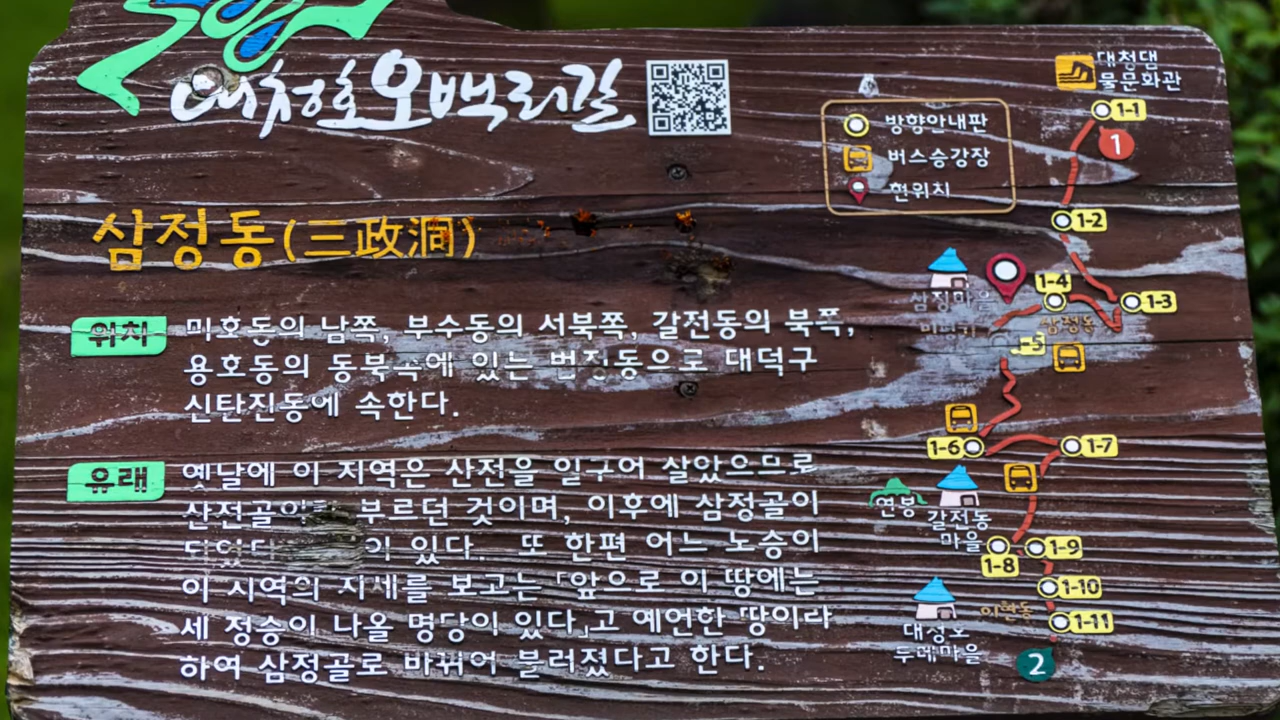 대청호오백리길
삼정동(三政洞)
위치
미호동의 남쪽, 부수동의 서북쪽, 갈전동의 북쪽,
용호동의 동북쪽에 있는 법정동으로 대덕구
신탄진동에 속한다.
유래
옛날에 이 지역은 산전을 일구어 살았으므로
부르던 것이며, 이후에 삼정골이
있다. 또 한편 어느 노승이
이 지역의 지세를 보고는 「앞으로 이 땅에는
세 정승이 나올 명당이 있다」고 예언한 땅이라
하여 삼정골로 바뀌어 불러졌다고 한다.
방향안내판
버스승강장
현위치
대청댐
물문화관
1-1
1
1-2
1-4
1-3
삼정마을
삼정동
-5
1-6
1-7
연봉
갈전동
마을
1-9
1-8
1-10
이현동
1-11
대청호
두메마을
2